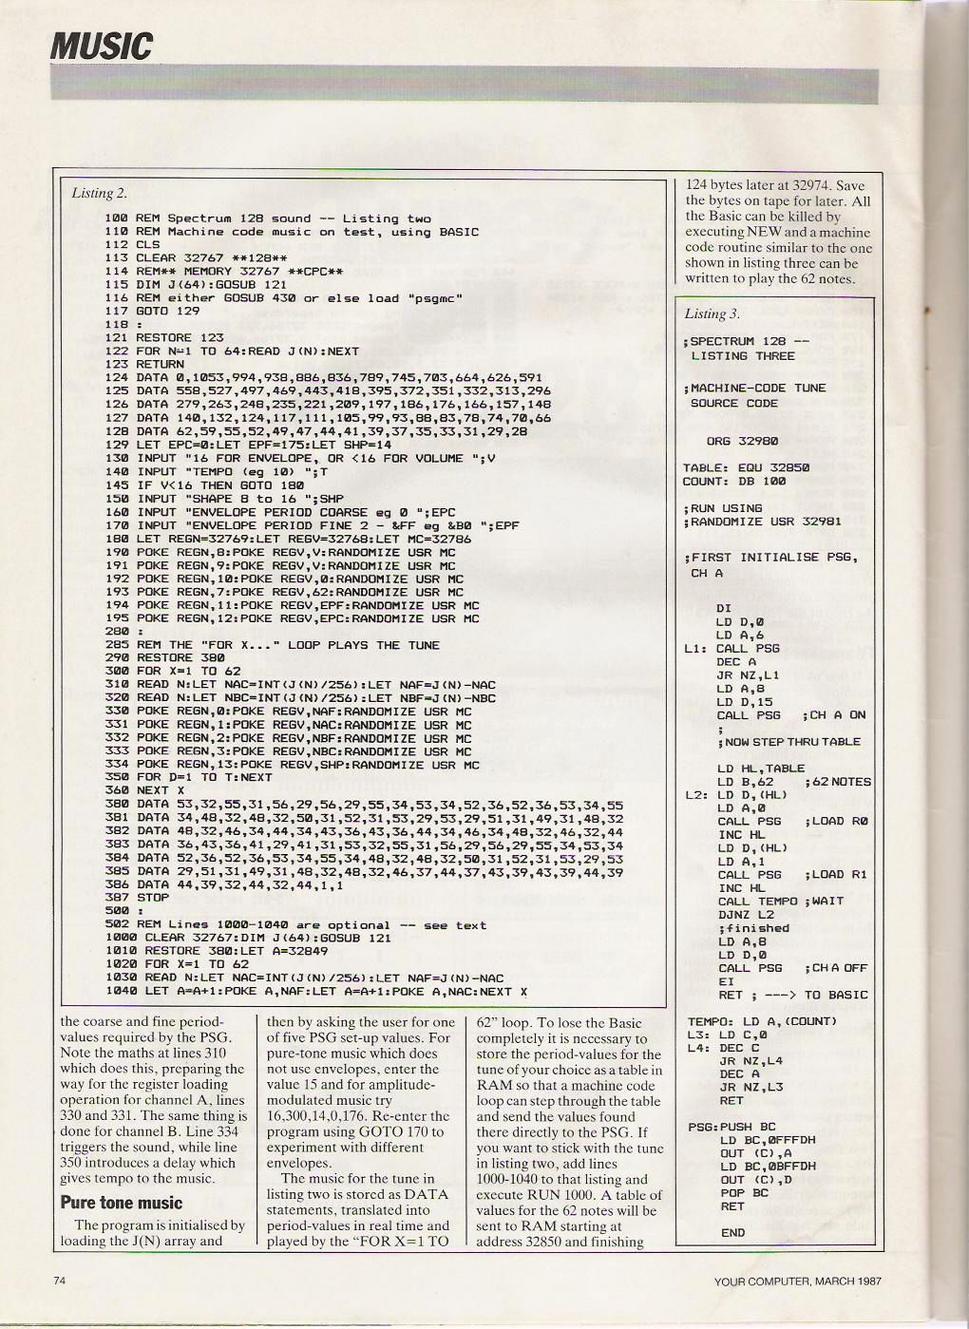 MUSIC
Listing 2.
100 REM Spectrum 128 sound -- Listing two
110 REM Machine code music on test, using BASIC
112 CLS
113 CLEAR 32767 **128**
114 REM** MEMORY 32767 **CPC**
115 DIM J(64):GOSUB 121
116 REM either GOSUB 430 or else load "psgmc"
117 GOTO 129
118 :
121 RESTORE 123
122 FOR N=1 TO 64:READ J(N):NEXT
123 RETURN
124 DATA 0,1053,994,938,886,836,789,745,703,664,626,591
125 DATA 558,527,497,469,443,418,395,372,351,332,313,296
126 DATA 279,263,248,235,221,209,197,186,176,166,157,148
127 DATA 140,132,124,117,111,105,99,93,88,83,78,74,70,66
128 DATA 62,59,55,52,49,47,44,41,39,37,35,33,31,29,28
129 LET EPC=0:LET EPF=175:LET SHP=14
130 INPUT "16 FOR ENVELOPE, OR <16 FOR VOLUME ";V
140 INPUT "TEMPO (eg 10) ";T
145 IF V<16 THEN GOTO 180
150 INPUT "SHAPE 8 to 16 ";SHP
160 INPUT "ENVELOPE PERIOD COARSE eg 0 ";EPC
170 INPUT "ENVELOPE PERIOD FINE 2 - &FF eg &B0 ";EPF
180 LET REGN=32769:LET REGV=32768:LET MC=32786
190 POKE REGN,8:POKE REGV,V:RANDOMIZE USR MC
191 POKE REGN,9:POKE REGV,V:RANDOMIZE USR MC
192 POKE REGN,10:POKE REGV,0:RANDOMIZE USR MC
193 POKE REGN,7:POKE REGV,62:RANDOMIZE USR MC
194 POKE REGN,11:POKE REGV,EPF:RANDOMIZE USR MC
195 POKE REGN,12:POKE REGV,EPC:RANDOMIZE USR MC
280 :
285 REM THE "FOR X..." LOOP PLAYS THE TUNE
290 RESTORE 380
300 FOR X=1 TO 62
310 READ N:LET NAC=INT(J(N)/256):LET NAF=J(N)-NAC
320 READ N:LET NBC=INT(J(N)/256):LET NBF=J(N)-NBC
330 POKE REGN,0:POKE REGV,NAF:RANDOMIZE USR MC
331 POKE REGN,1:POKE REGV,NAC:RANDOMIZE USR MC
332 POKE REGN,2:POKE REGV,NBF:RANDOMIZE USR MC
333 POKE REGN,3:POKE REGV,NBC:RANDOMIZE USR MC
334 POKE REGN,13:POKE REGV,SHP:RANDOMIZE USR MC
350 FOR D=1 TO T:NEXT
360 NEXT X
380 DATA 53,32,55,31,56,29,56,29,55,34,53,34,52,36,52,36,53,34,55
381 DATA 34,48,32,48,32,50,31,52,31,53,29,53,29,51,31,49,31,48,32
382 DATA 48,32,46,34,44,34,43,36,43,36,44,34,46,34,48,32,46,32,44
383 DATA 36,43,36,41,29,41,31,53,32,55,31,56,29,56,29,55,34,53,34
384 DATA 52,36,52,36,53,34,55,34,48,32,48,32,50,31,52,31,53,29,53
385 DATA 29,51,31,49,31,48,32,48,32,46,37,44,37,43,39,43,39,44,39
386 DATA 44,39,32,44,32,44,1,1
387 STOP
500 :
502 REM Lines 1000-1040 are optional -- see text
1000 CLEAR 32767:DIM J(64):GOSUB 121
1010 RESTORE 380:LET A=32849
1020 FOR X=1 TO 62
1030 READ N:LET NAC=INT(J(N)/256):LET NAF=J(N)-NAC
1040 LET A=A+1:POKE A,NAF:LET A=A+1:POKE A,NAC:NEXT X
the coarse and fine period-
values required by the PSG.
Note the maths at lines 310
which does this, preparing the
way for the register loading
operation for channel A, lines
330 and 331. The same thing is
done for channel B. Line 334
triggers the sound, while line
350 introduces a delay which
gives tempo to the music.
Pure tone music
The program is initialised by
loading the J(N) array and
then by asking the user for one
of five PSG set-up values. For
pure-tone music which does
not use envelopes, enter the
value 15 and for amplitude-
modulated music try
16,300,14,0,176. Re-enter the
program using GOTO 170 to
experiment with different
envelopes.
The music for the tune in
listing two is stored as DATA
statements, translated into
period-values in real time and
played by the "FOR X=1 TO
62" loop. To lose the Basic
completely it is necessary to
store the period-values for the
tune of your choice as a table in
RAM so that a machine code
loop can step through the table
and send the values found
there directly to the PSG. If
you want to stick with the tune
in listing two, add lines
1000-1040 to that listing and
execute RUN 1000. A table of
values for the 62 notes will be
sent to RAM starting at
address 32850 and finishing
124 bytes later at 32974. Save
the bytes on tape for later. All
the Basic can be killed by
executing NEW and a machine
code routine similar to the one
shown in listing three can be
written to play the 62 notes.
Listing 3.
;SPECTRUM 128 --
LISTING THREE
;MACHINE-CODE TUNE
SOURCE CODE
ORG 32980
TABLE: EQU 32850
COUNT: DB 100
;RUN USING
;RANDOMIZE USR 32981
;FIRST INITIALISE PSG,
CH A
DI
LD D,0
LD A,6
L1: CALL PSG
DEC A
JR NZ,L1
LD A,8
LD D,15
CALL PSG ;CH A ON
;
;NOW STEP THRU TABLE
LD HL,TABLE
LD B,62 ;62 NOTES
L2: LD D,(HL)
LD A,0
CALL PSG ;LOAD R0
INC HL
LD D,(HL)
LD A,1
CALL PSG ;LOAD R1
INC HL
CALL TEMPO ;WAIT
DJNZ L2
;finished
LD A,8
LD D,0
CALL PSG ;CH A OFF
EI
RET ; ---> TO BASIC
TEMPO: LD A,(COUNT)
L3: LD C,0
L4: DEC C
JR NZ,L4
DEC A
JR NZ,L3
RET
PSG: PUSH BC
LD BC,0FFFDH
OUT (C),A
LD BC,0BFFDH
OUT (C),D
POP BC
RET
END
74
YOUR COMPUTER, MARCH 1987